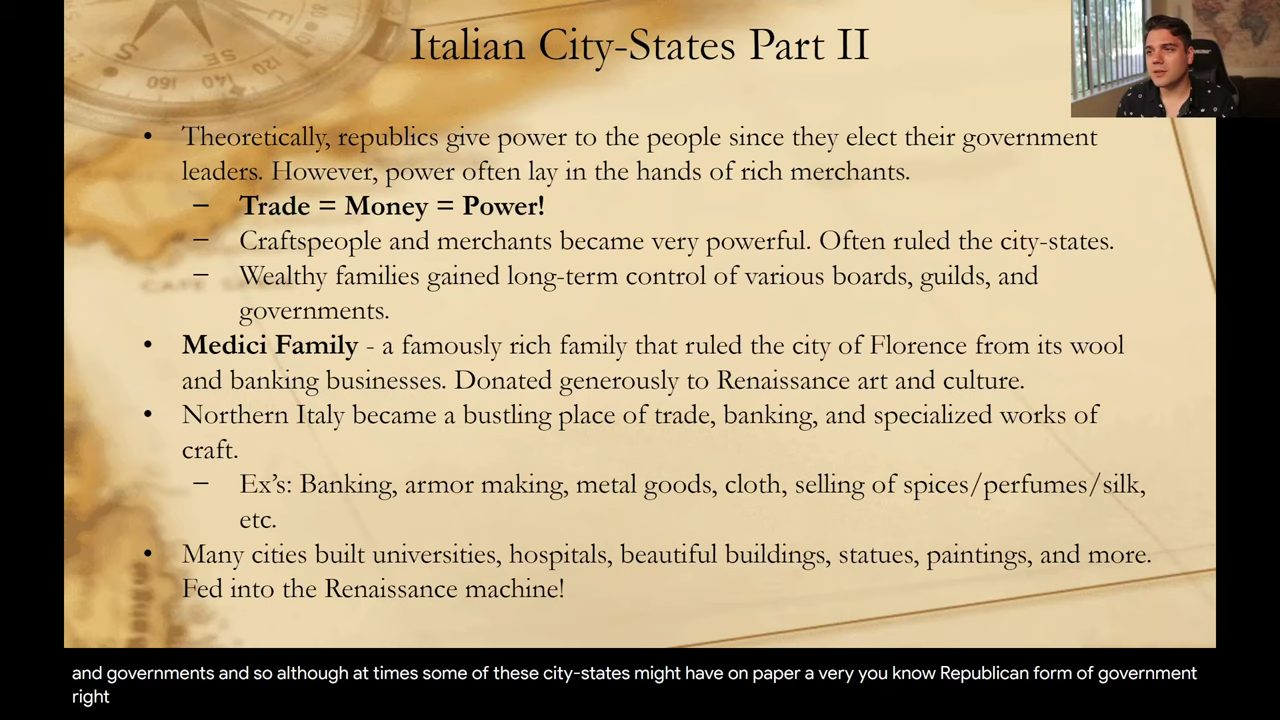 Italian City-States Part II
• Theoretically, republics give power to the people since they elect their government
leaders. However, power often lay in the hands of rich merchants.
– Trade = Money = Power!
– Craftspeople and merchants became very powerful. Often ruled the city-states.
– Wealthy families gained long-term control of various boards, guilds, and
governments.
• Medici Family - a famously rich family that ruled the city of Florence from its wool
and banking businesses. Donated generously to Renaissance art and culture.
• Northern Italy became a bustling place of trade, banking, and specialized works of
craft.
– Ex’s: Banking, armor making, metal goods, cloth, selling of spices/perfumes/silk,
etc.
• Many cities built universities, hospitals, beautiful buildings, statues, paintings, and more.
Fed into the Renaissance machine!
and governments and so although at times some of these city-states might have on paper a very you know Republican form of government
right
S
SE
160
140
120